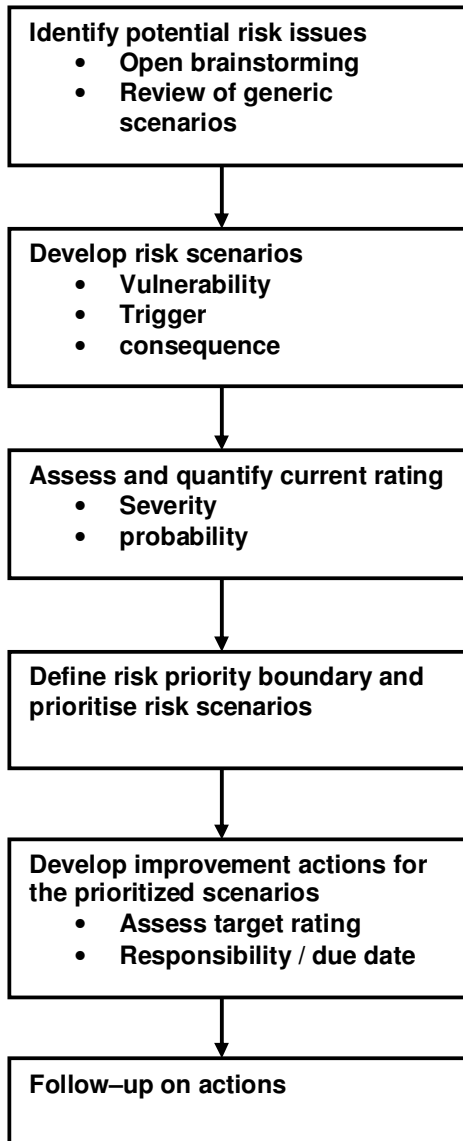 Identify potential risk issues
• Open brainstorming
• Review of generic
scenarios
Develop risk scenarios
• Vulnerability
• Trigger
• consequence
Assess and quantify current rating
• Severity
• probability
Define risk priority boundary and
prioritise risk scenarios
Develop improvement actions for
the prioritized scenarios
• Assess target rating
• Responsibility / due date
Follow–up on actions